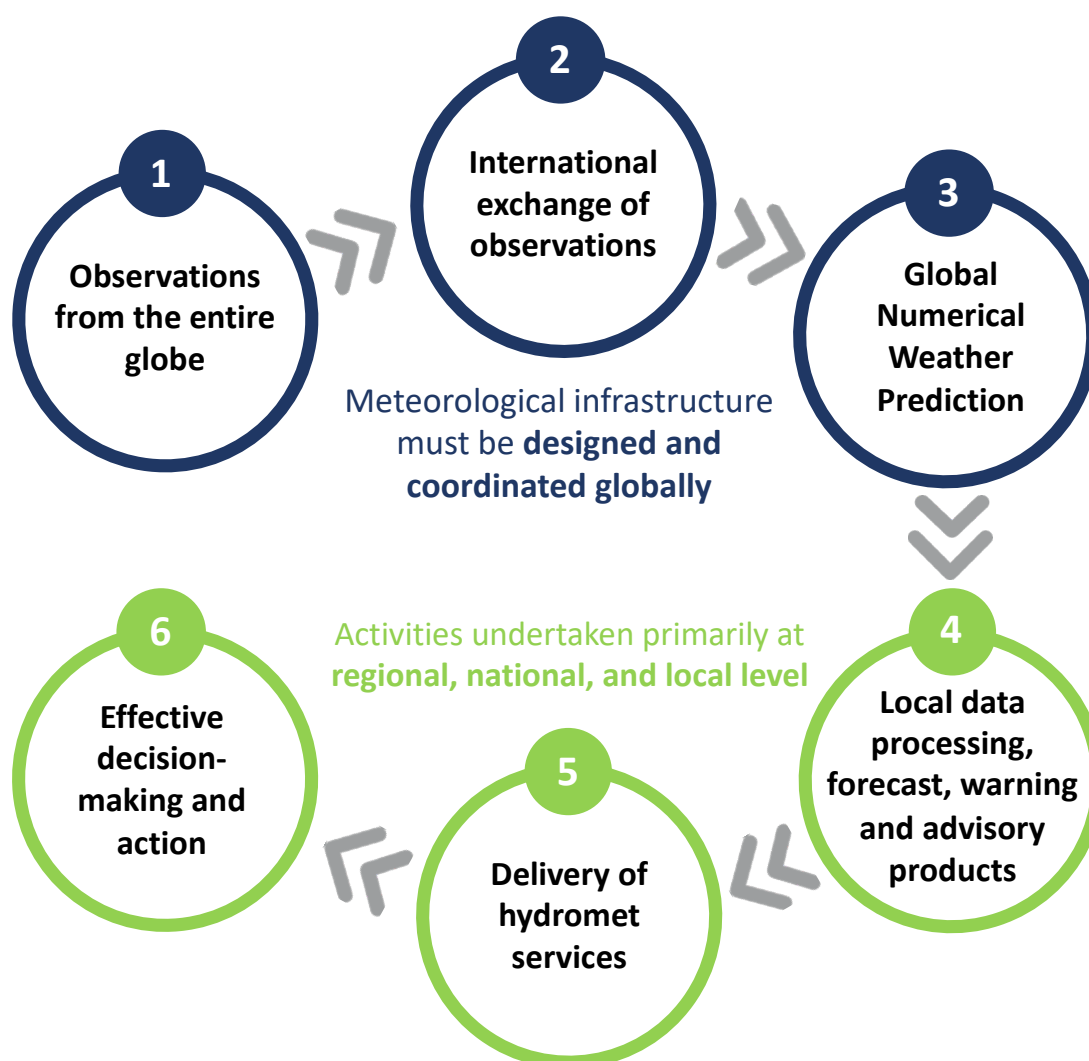 1
Observations
from the entire
globe
2
International
exchange of
observations
3
Global
Numerical
Weather
Prediction
Meteorological infrastructure
must be designed and
coordinated globally
4
Local data
processing,
forecast, warning
and advisory
products
5
Delivery of
hydromet
services
6
Effective
decision-
making and
action
Activities undertaken primarily at
regional, national, and local level